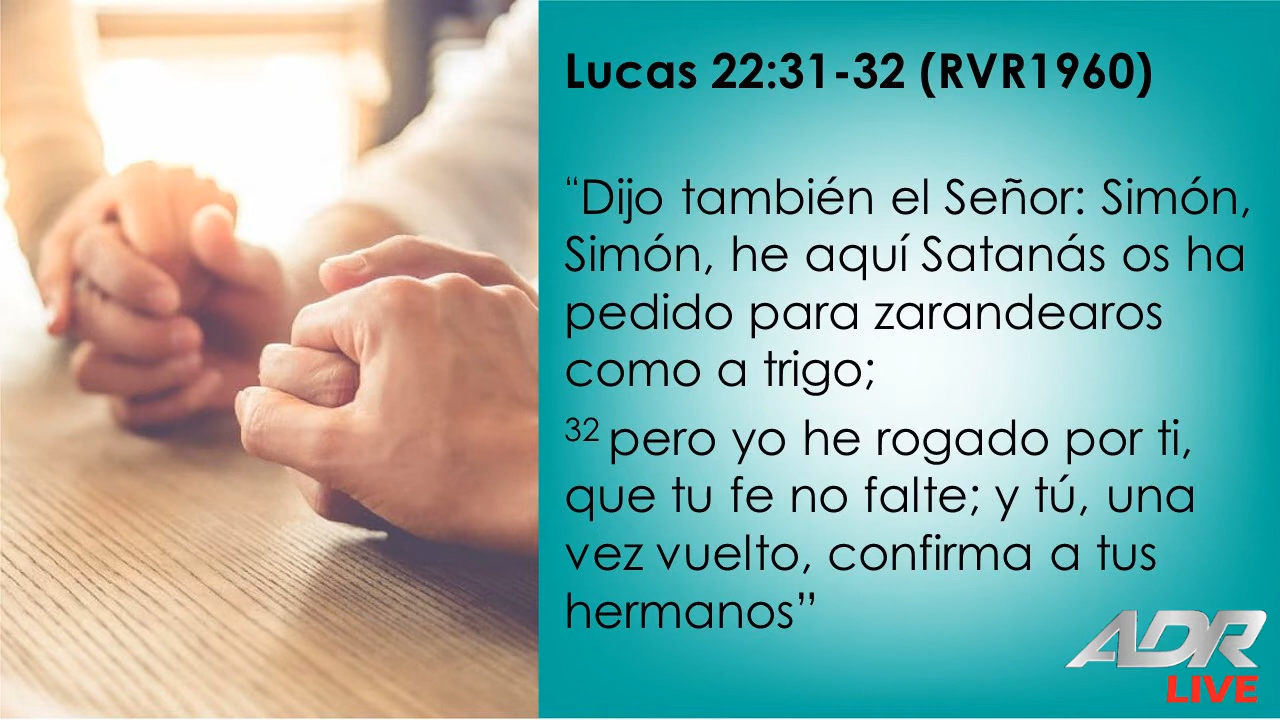 Lucas 22:31-32 (RVR1960)
“Dijo también el Señor: Simón,
Simón, he aquí Satanás os ha
pedido para zarandearos
como a trigo;
32 pero yo he rogado por ti,
que tu fe no falte; y tú, una
vez vuelto, confirma a tus
hermanos”
ADR
LIVE